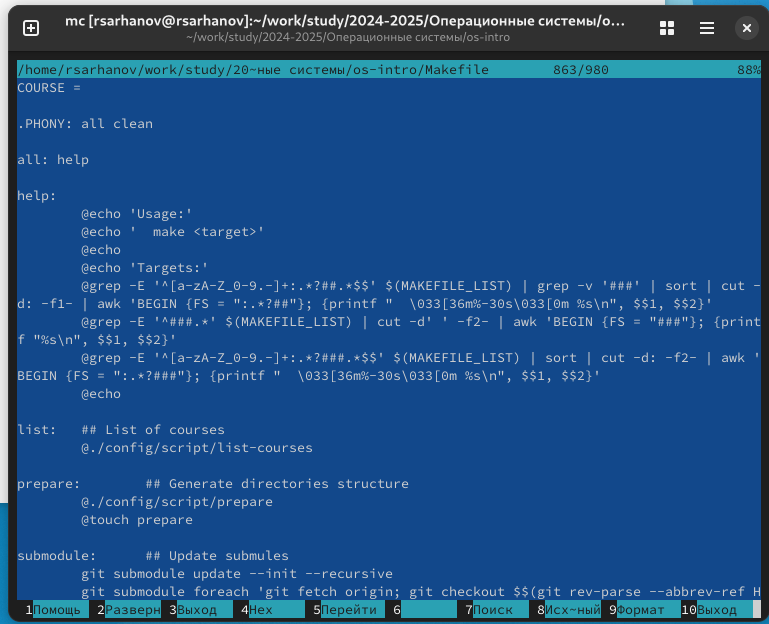 mc [rsarhanov@rsarhanov]:~/work/study/2024-2025/Операционные системы/o…
~/work/study/2024-2025/Операционные системы/os-intro
/home/rsarhanov/work/study/20~ные системы/os-intro/Makefile        863/980                88%
COURSE =
.PHONY: all clean
all: help
help:
        @echo 'Usage:'
        @echo '  make <target>'
        @echo
        @echo 'Targets:'
        @grep -E '^[a-zA-Z_0-9.-]+:.*?##.*$$' $(MAKEFILE_LIST) | grep -v '###' | sort | cut -
d: -f1- | awk 'BEGIN {FS = ":.*?##"}; {printf "  \033[36m%-30s\033[0m %s\n", $$1, $$2}'
        @grep -E '^###.*' $(MAKEFILE_LIST) | cut -d' ' -f2- | awk 'BEGIN {FS = "###"}; {print
f "%s\n", $$1, $$2}'
        @grep -E '^[a-zA-Z_0-9.-]+:.*?###.*$$' $(MAKEFILE_LIST) | sort | cut -d: -f2- | awk '
BEGIN {FS = ":.*?###"}; {printf "  \033[36m%-30s\033[0m %s\n", $$1, $$2}'
        @echo
list:   ## List of courses
        @./config/script/list-courses
prepare:        ## Generate directories structure
        @./config/script/prepare
        @touch prepare
submodule:      ## Update submules
        git submodule update --init --recursive
        git submodule foreach 'git fetch origin; git checkout $$(git rev-parse --abbrev-ref H
1Помощь 2Разверн 3Выход 4Hex 5Перейти 6 7Поиск 8Исх~ный 9Формат 10Выход